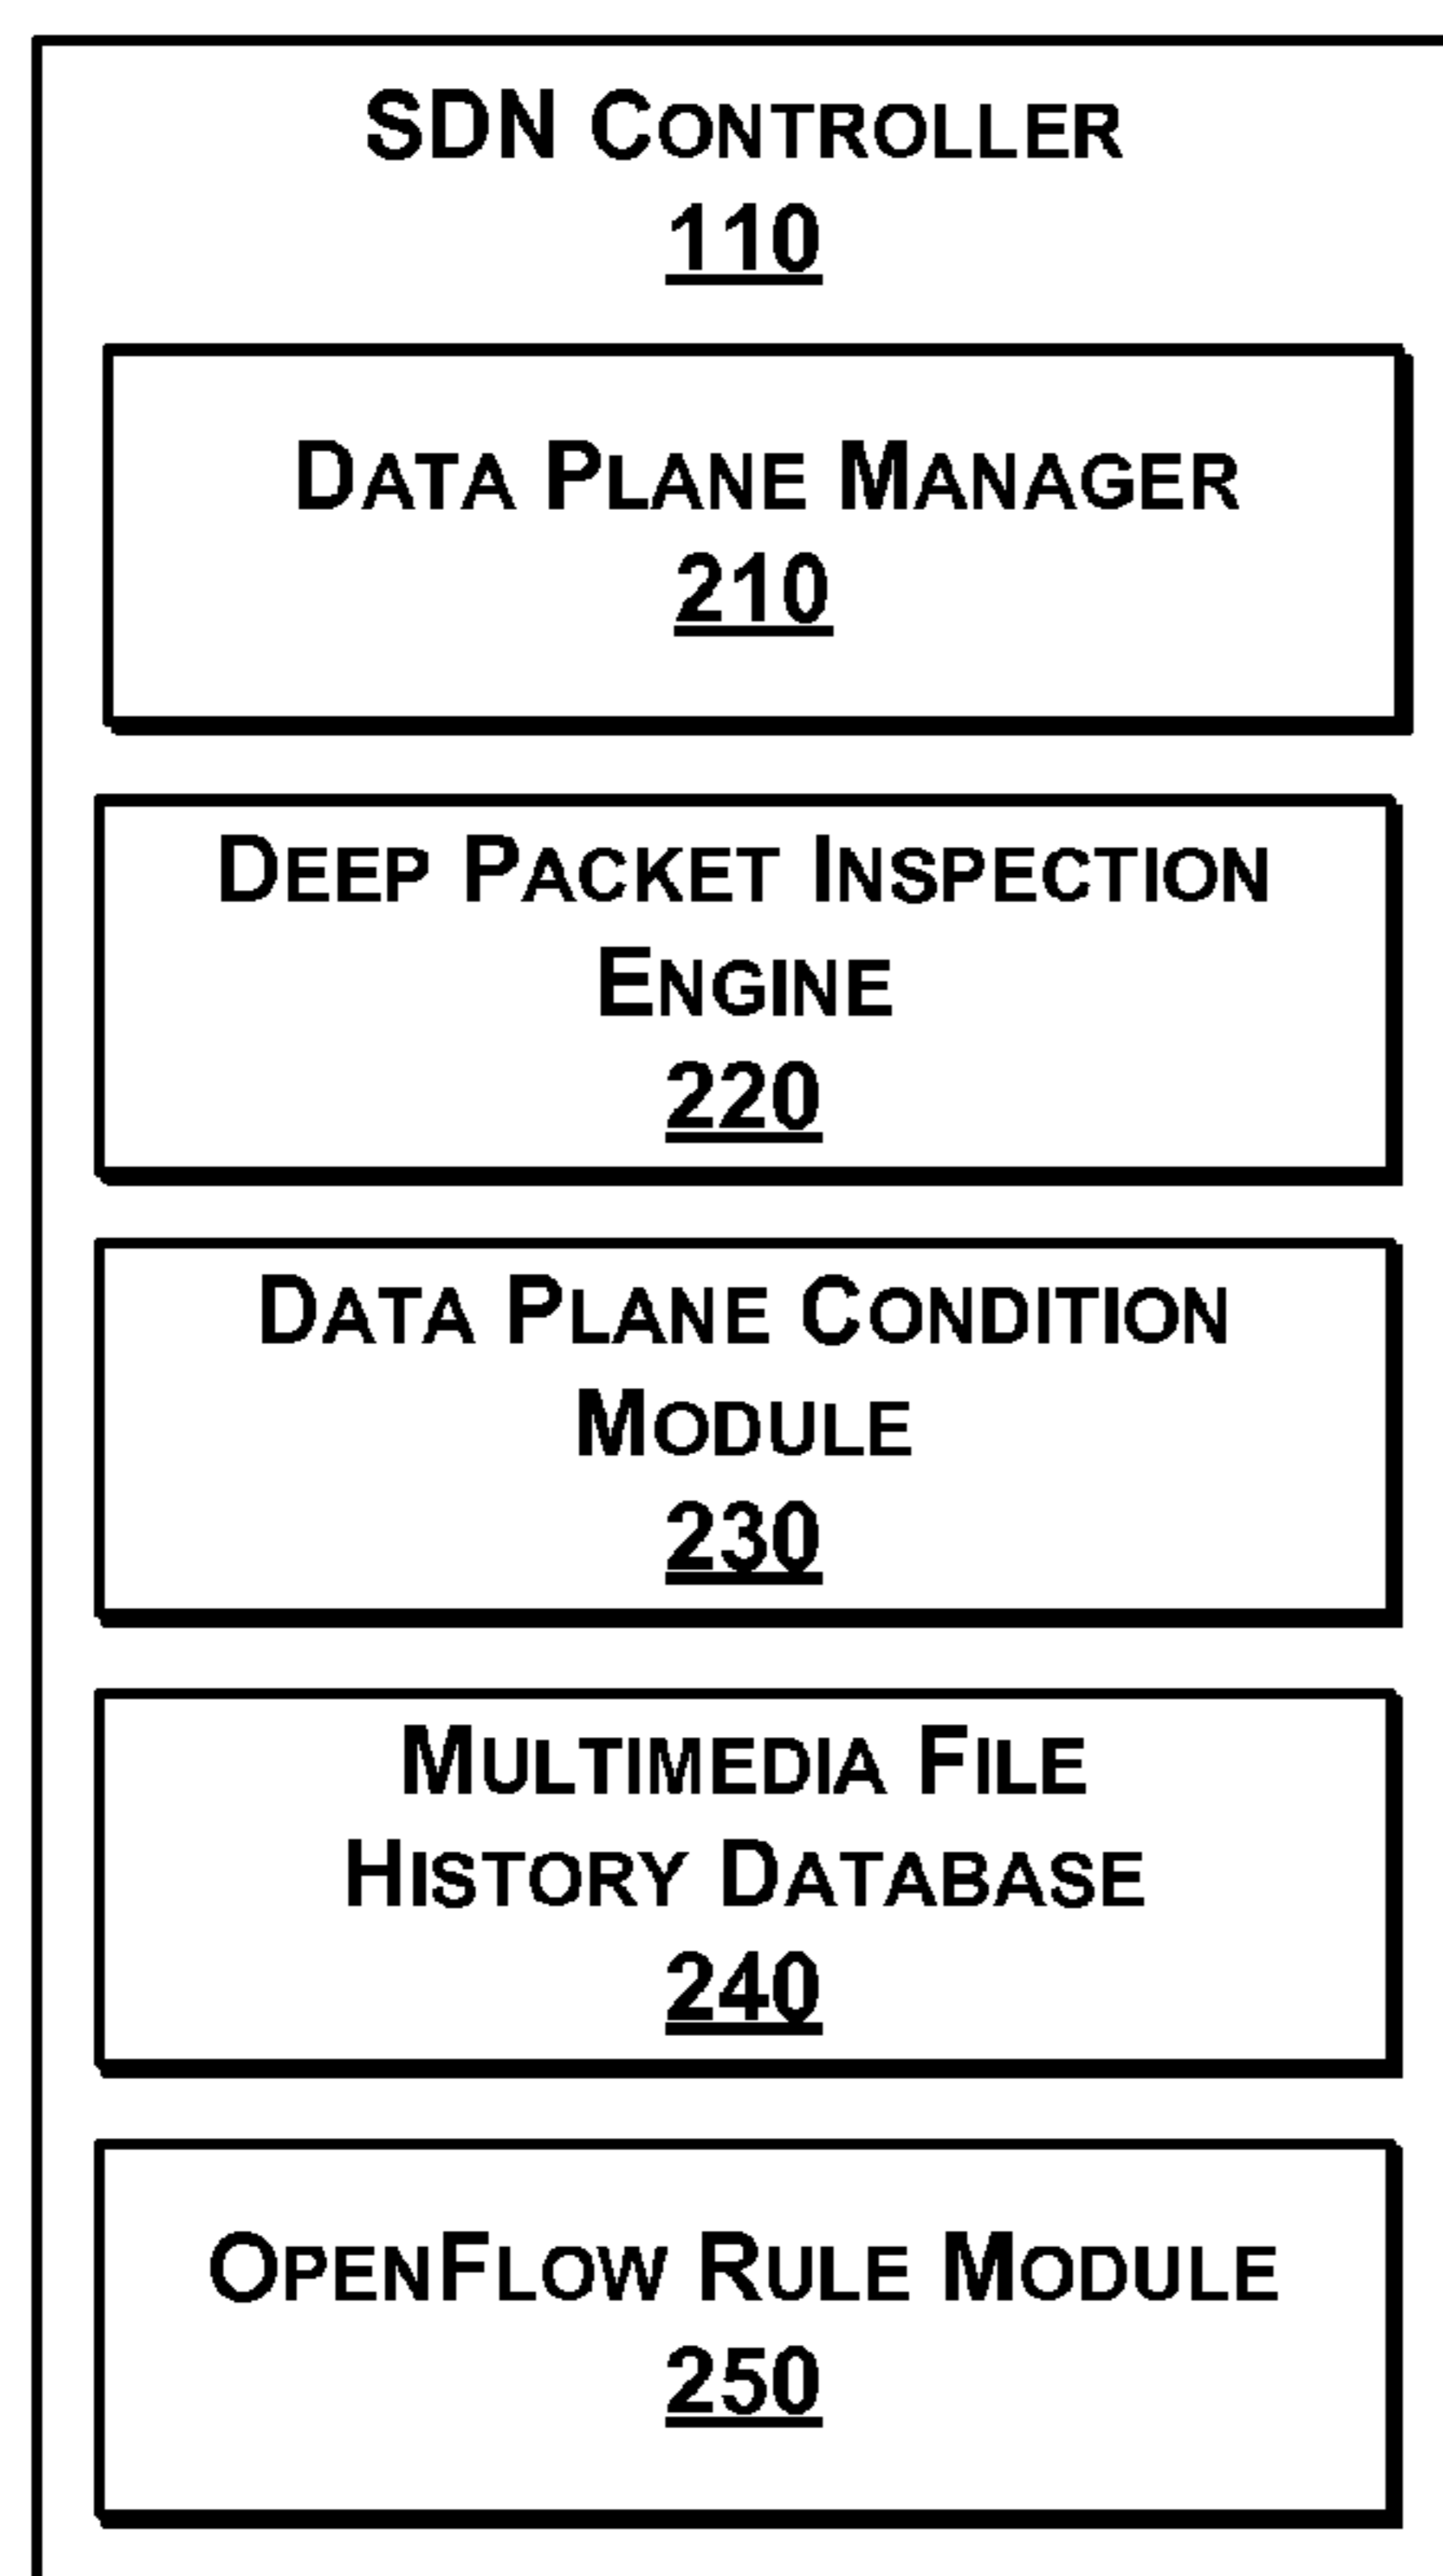 SDN CONTROLLER
110
DATA PLANE MANAGER
210
DEEP PACKET INSPECTION
ENGINE
220
DATA PLANE CONDITION
MODULE
230
MULTIMEDIA FILE
HISTORY DATABASE
240
OPENFLOW RULE MODULE
250